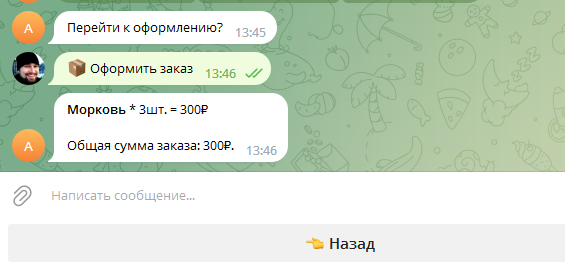 Перейти к оформлению?
13:45
А
📦 Оформить заказ
13:46
Морковь * 3шт. = 300₽
Общая сумма заказа: 300₽.
13:46
А
Написать сообщение...
👈 Назад